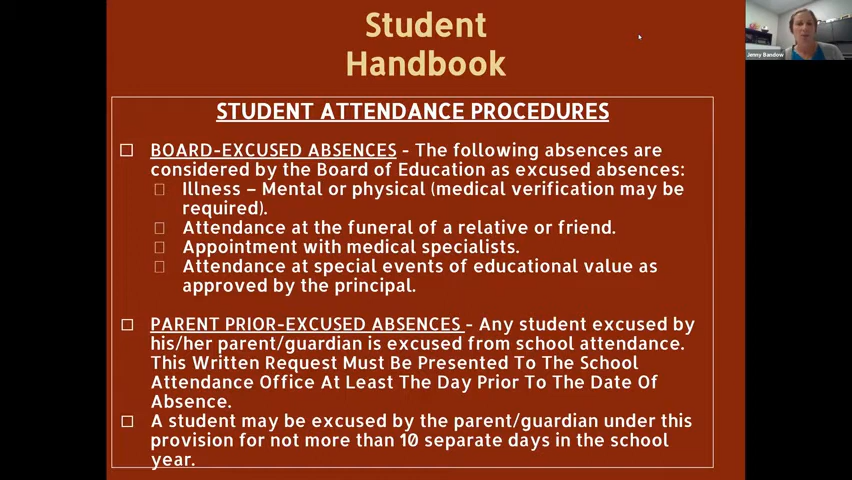 Student
Handbook
Jenny Bandow
STUDENT ATTENDANCE PROCEDURES
BOARD-EXCUSED ABSENCES - The following absences are
considered by the Board of Education as excused absences:
Illness – Mental or physical (medical verification may be
required).
Attendance at the funeral of a relative or friend.
Appointment with medical specialists.
Attendance at special events of educational value as
approved by the principal.
PARENT PRIOR-EXCUSED ABSENCES - Any student excused by
his/her parent/guardian is excused from school attendance.
This Written Request Must Be Presented To The School
Attendance Office At Least The Day Prior To The Date Of
Absence.
A student may be excused by the parent/guardian under this
provision for not more than 10 separate days in the school
year.